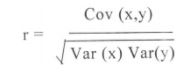 r = Cov (x,y)
√ Var (x) Var(y)